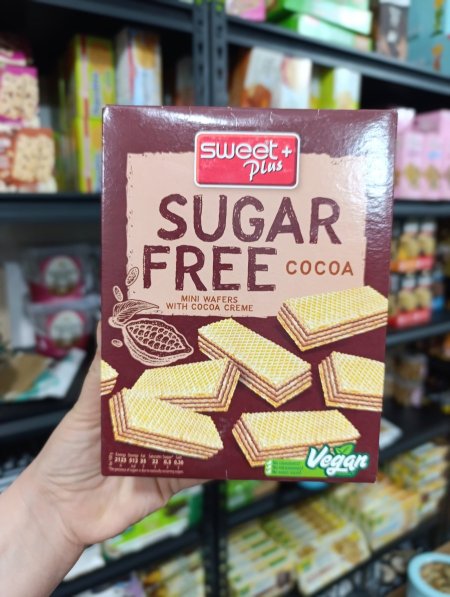 sweet+
Plus
SUGAR
FREE COCOA
MINI WAFERS
WITH COCOA CREME
Vegan